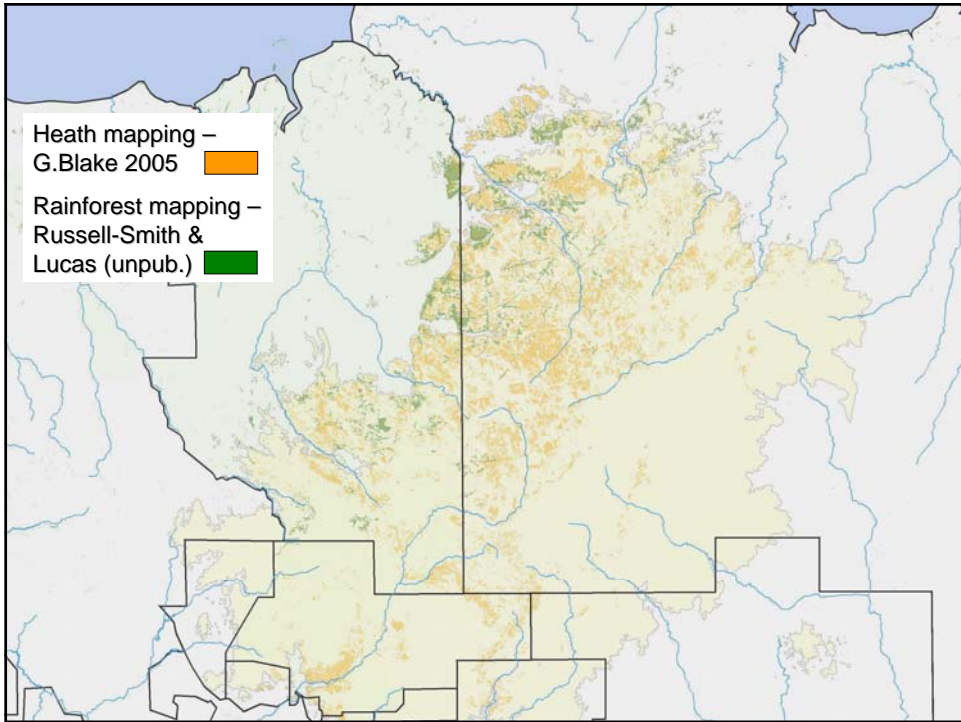 Heath mapping –
G.Blake 2005
Rainforest mapping –
Russell-Smith &
Lucas (unpub.)